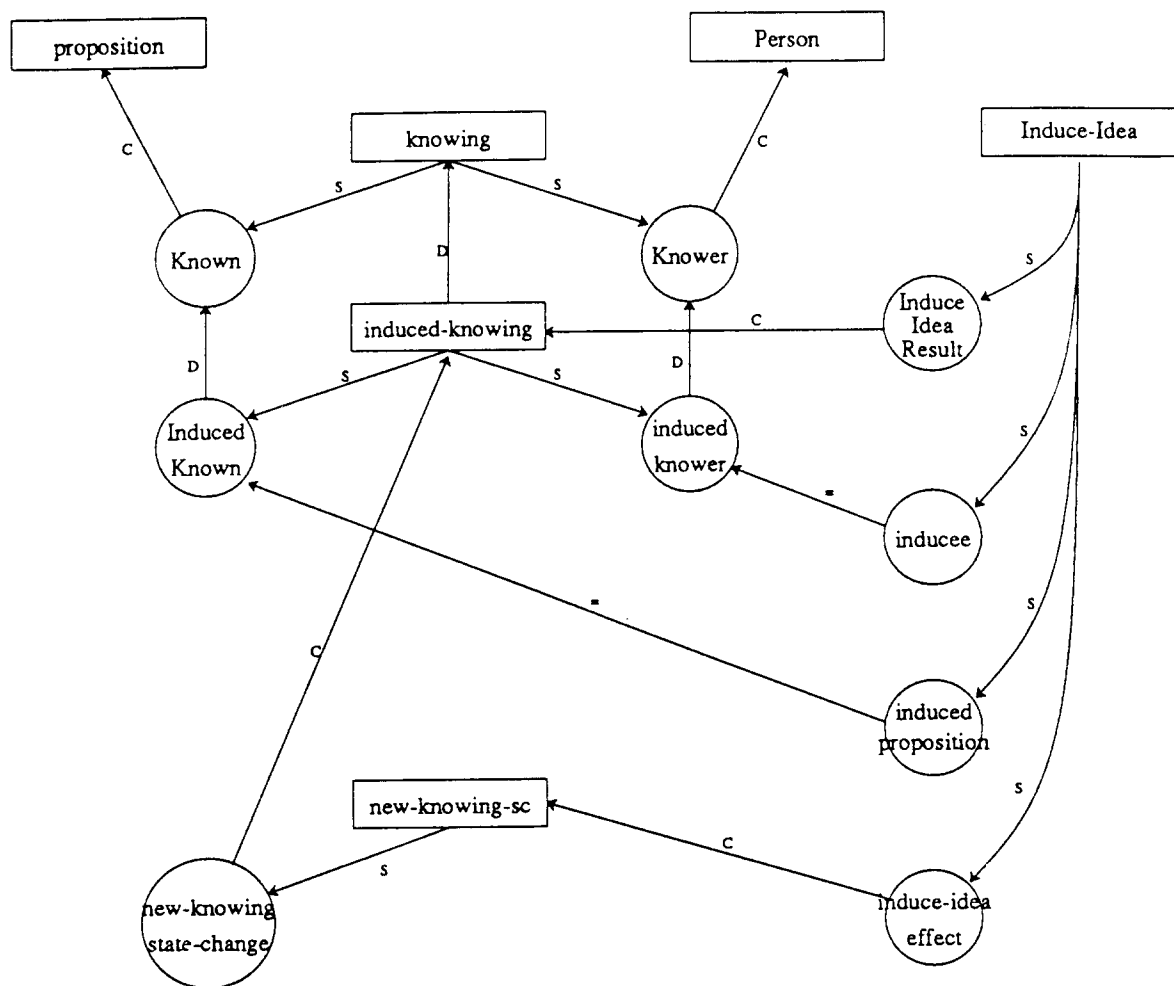 proposition
Person
Induce-Idea
knowing
C
C
S
S
Known
Knower
D
S
induced-knowing
C
Induce
Idea
Result
D
S
S
D
Induced
Known
induced
knower
S
=
inducee
=
S
C
induced
proposition
new-knowing-sc
S
C
S
new-knowing
state-change
induce-idea
effect